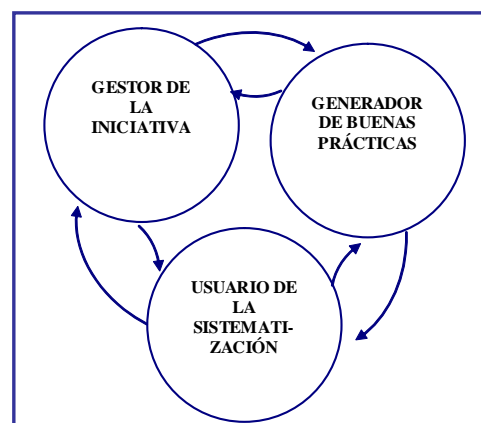 GESTOR DE
LA
INICIATIVA
GENERADOR
DE BUENAS
PRÁCTICAS
USUARIO DE
LA
SISTEMATI-
ZACIÓN